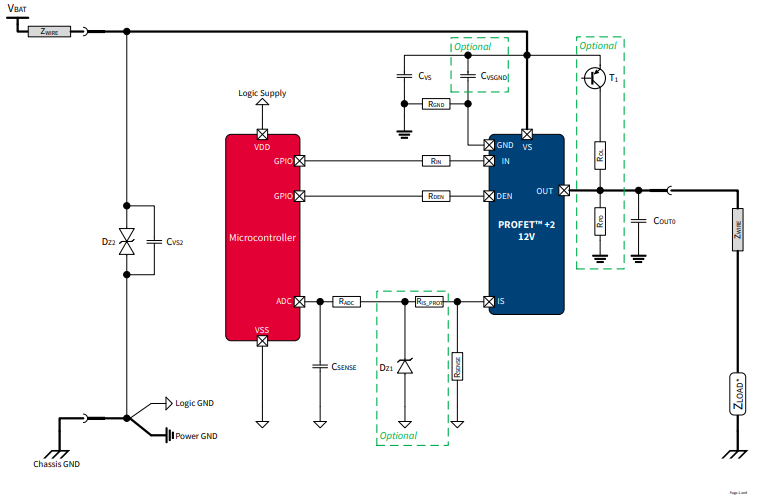 VBAT
ZWIRE
Optional
Optional
CVS
CVSGND
T1
Logic Supply
RGND
VDD
GND
VS
GPIO
RIN
IN
ROL
GPIO
RDEN
DEN
OUT
RPD
COUT0
ZWIRE
DZ2
CVS2
Microcontroller
PROFET™ +2
12V
ADC
RADC
RIS_PROT
IS
VSS
CSENSE
DZ1
RSENSE
ZLOAD*
Logic GND
Power GND
Optional
Chassis GND